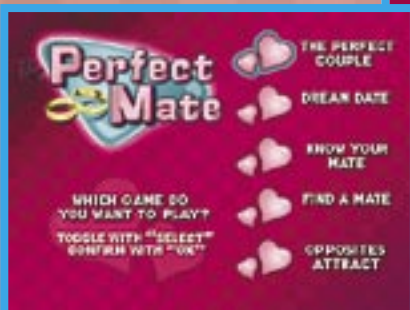 Perfect
Mate
WHICH GAME DO
YOU WANT TO PLAY?
TOGGLE WITH "SELECT"
CONFIRM WITH "OK"
THE PERFECT
COUPLE
DREAM DATE
KNOW YOUR
MATE
FIND A MATE
OPPOSITES
ATTRACT